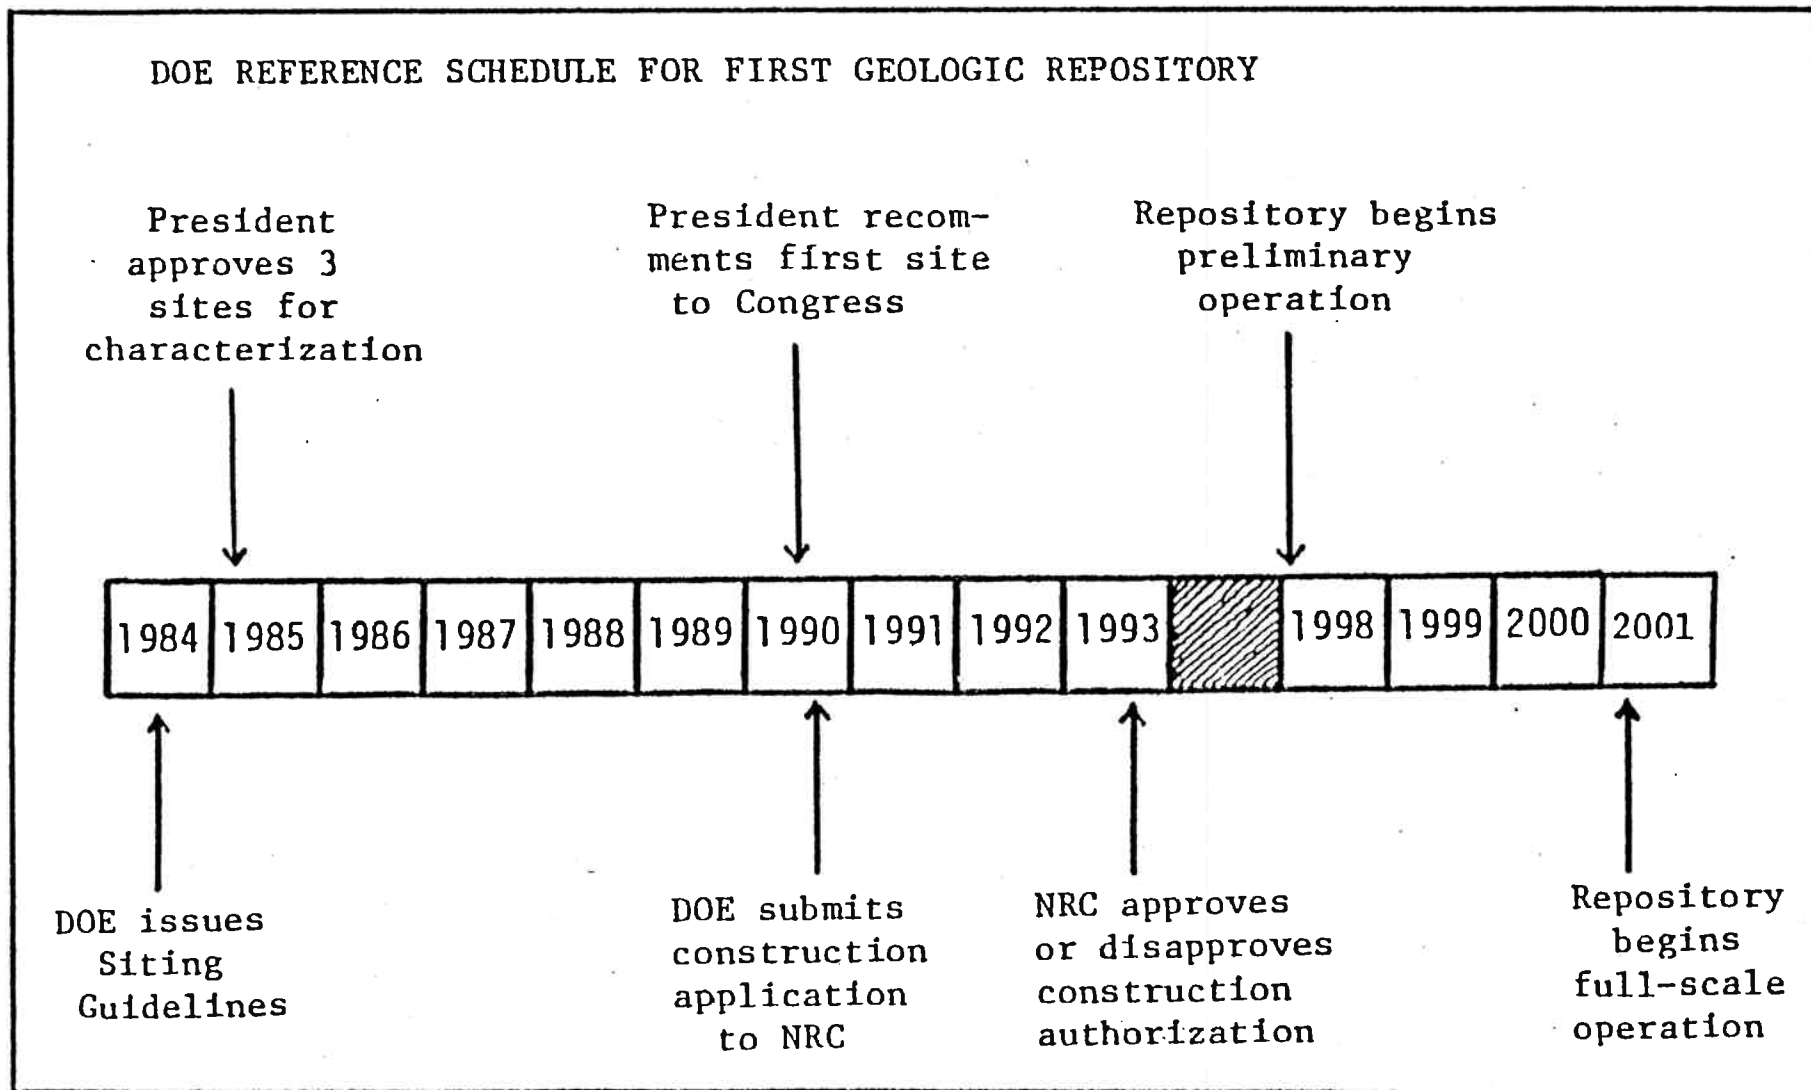 DOE REFERENCE SCHEDULE FOR FIRST GEOLOGIC REPOSITORY
President
approves 3
sites for
characterization
President recom-
ments first site
to Congress
Repository begins
preliminary
operation
1984 1985 1986 1987 1988 1989 1990 1991 1992 1993 1998 1999 2000 2001
DOE issues
Siting
Guidelines
DOE submits
construction
application
to NRC
NRC approves
or disapproves
construction
authorization
Repository
begins
full-scale
operation